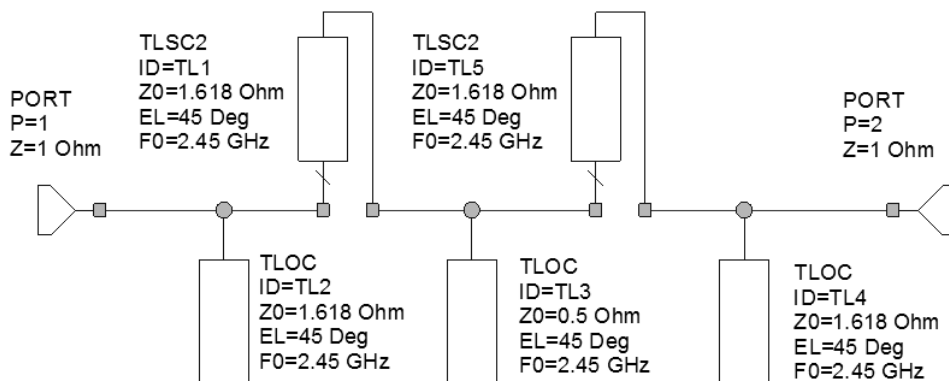 PORT
P=1
Z=1 Ohm
TLSC2
ID=TL1
Z0=1.618 Ohm
EL=45 Deg
F0=2.45 GHz
TLSC2
ID=TL5
Z0=1.618 Ohm
EL=45 Deg
F0=2.45 GHz
PORT
P=2
Z=1 Ohm
TLOC
ID=TL2
Z0=1.618 Ohm
EL=45 Deg
F0=2.45 GHz
TLOC
ID=TL3
Z0=0.5 Ohm
EL=45 Deg
F0=2.45 GHz
TLOC
ID=TL4
Z0=1.618 Ohm
EL=45 Deg
F0=2.45 GHz